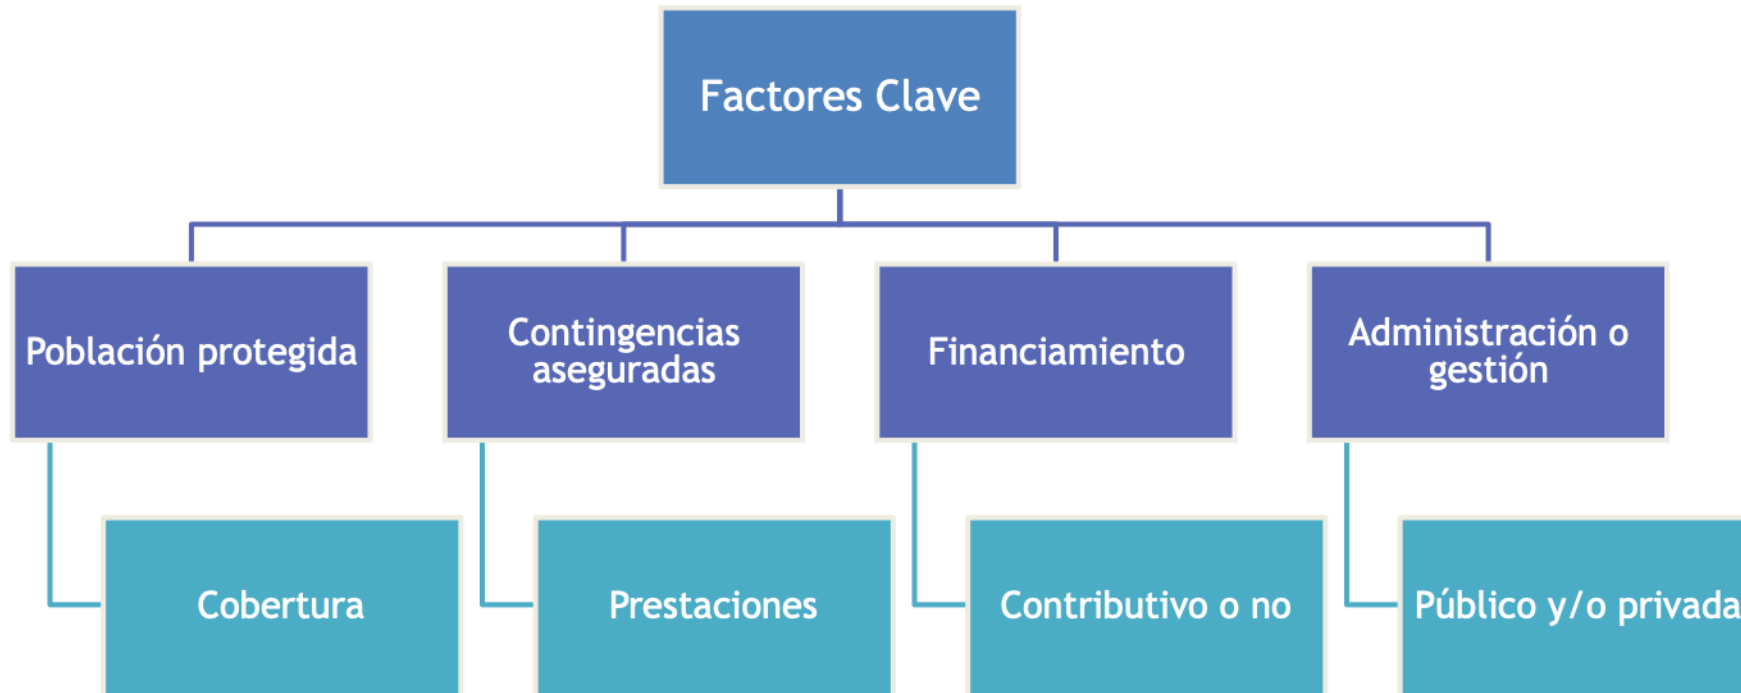 Factores Clave
Población protegida
Contingencias
aseguradas
Financiamiento
Administración o
gestión
Cobertura
Prestaciones
Contributivo o no
Público y/o privada